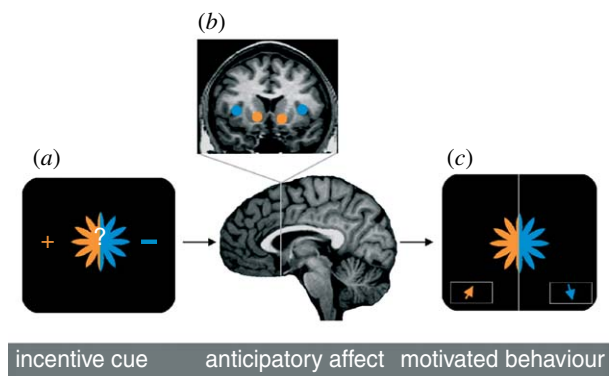 (b)
(a)
(c)
+ ? –
incentive cue anticipatory affect motivated behaviour